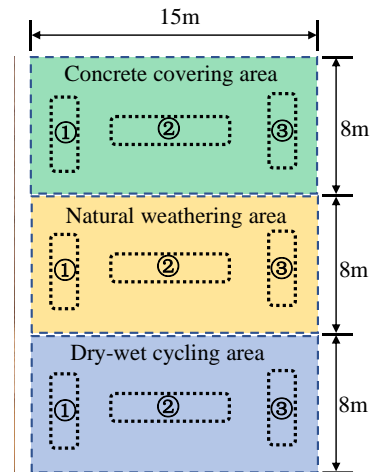 15m
Concrete covering area
① ② ③
8m
Natural weathering area
① ② ③
8m
Dry-wet cycling area
① ② ③
8m